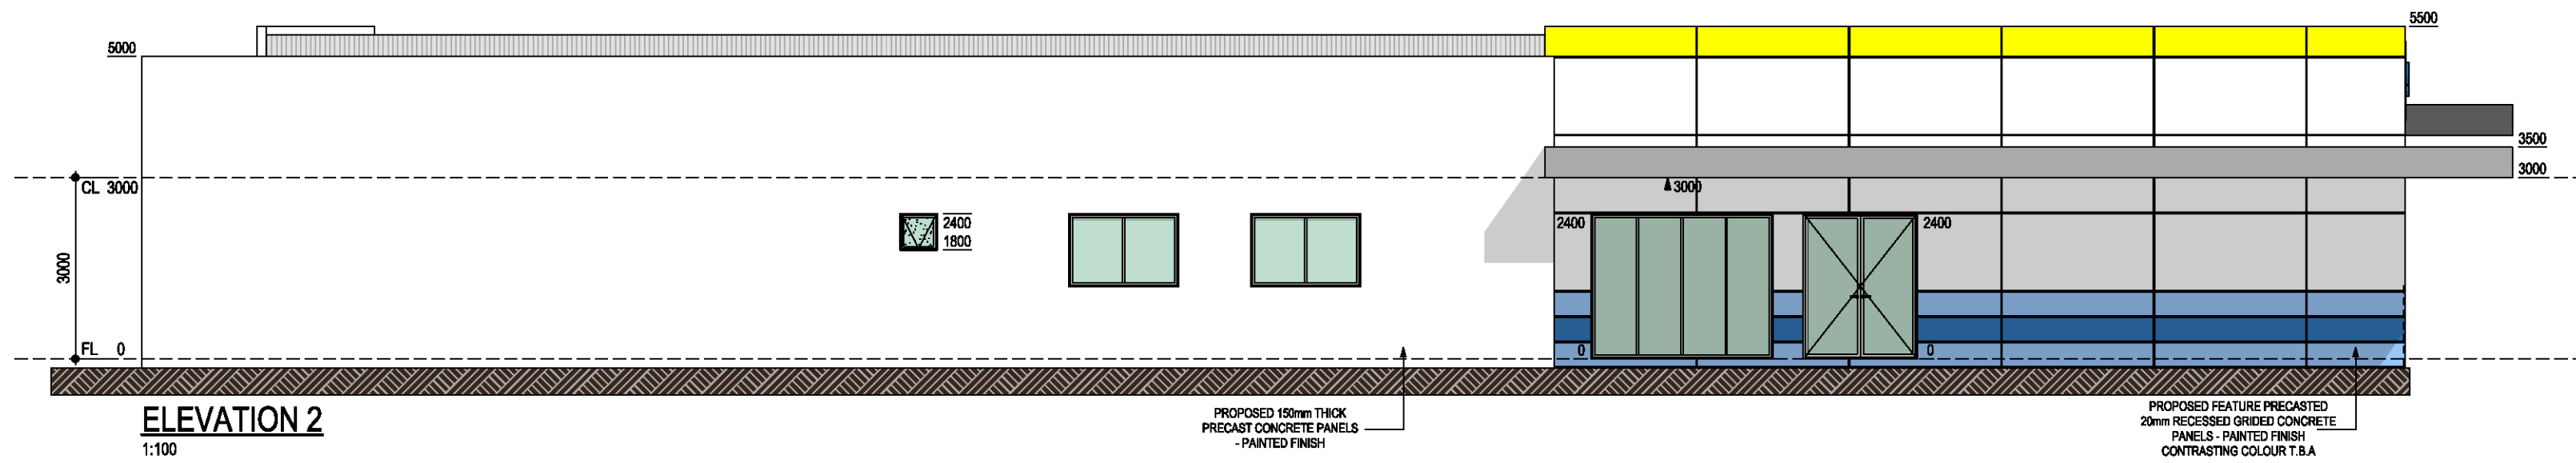 5500
5000
3500
CL 3000
3000
3000
2400
1800
2400
2400
3000
FL 0
0
0
ELEVATION 2
1:100
PROPOSED 150mm THICK
PRECAST CONCRETE PANELS
- PAINTED FINISH
PROPOSED FEATURE PRECASTED
20mm RECESSED GRIDED CONCRETE
PANELS - PAINTED FINISH
CONTRASTING COLOUR T.B.A